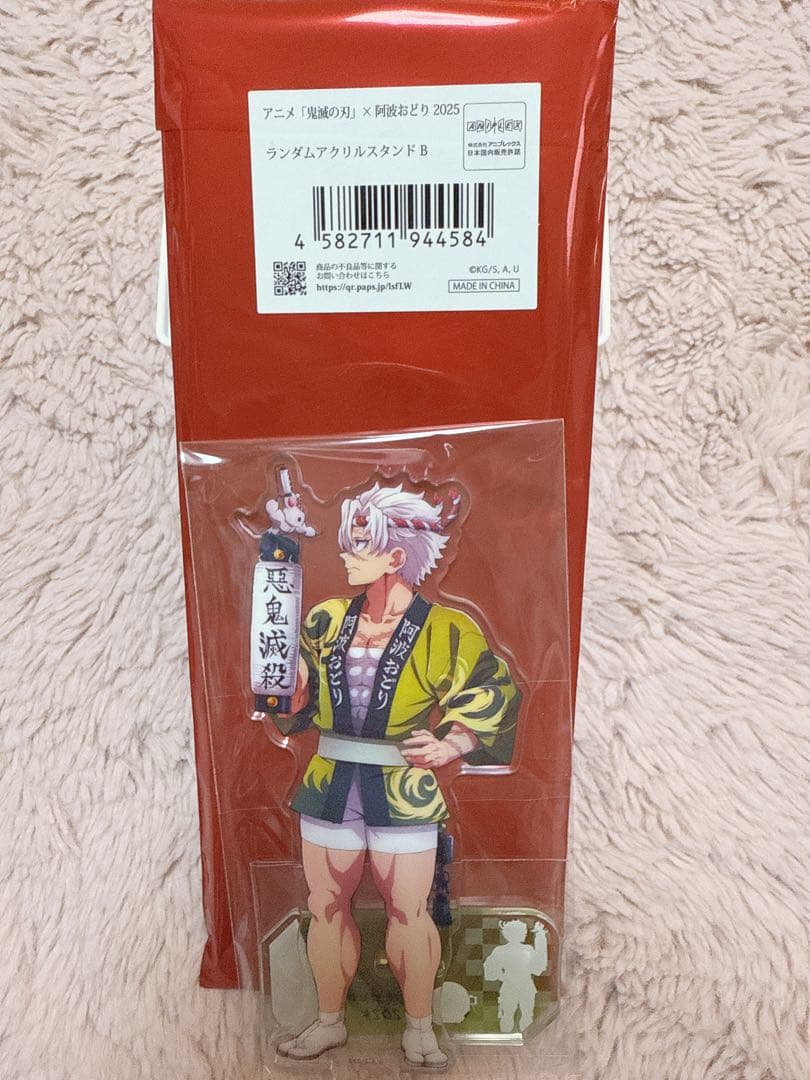 アニメ「鬼滅の刃」× 阿波おどり 2025
ANIPLEX
株式会社アニプレックス
日本国内販売許諾
ランダムアクリルスタンド B
4 582711 944584
商品の不良品等に関する
お問い合わせはこちら
https://qr.paps.jp/lsfLW
©KG/S, A, U
MADE IN CHINA
惡鬼滅殺
阿波おどり
阿波おどり